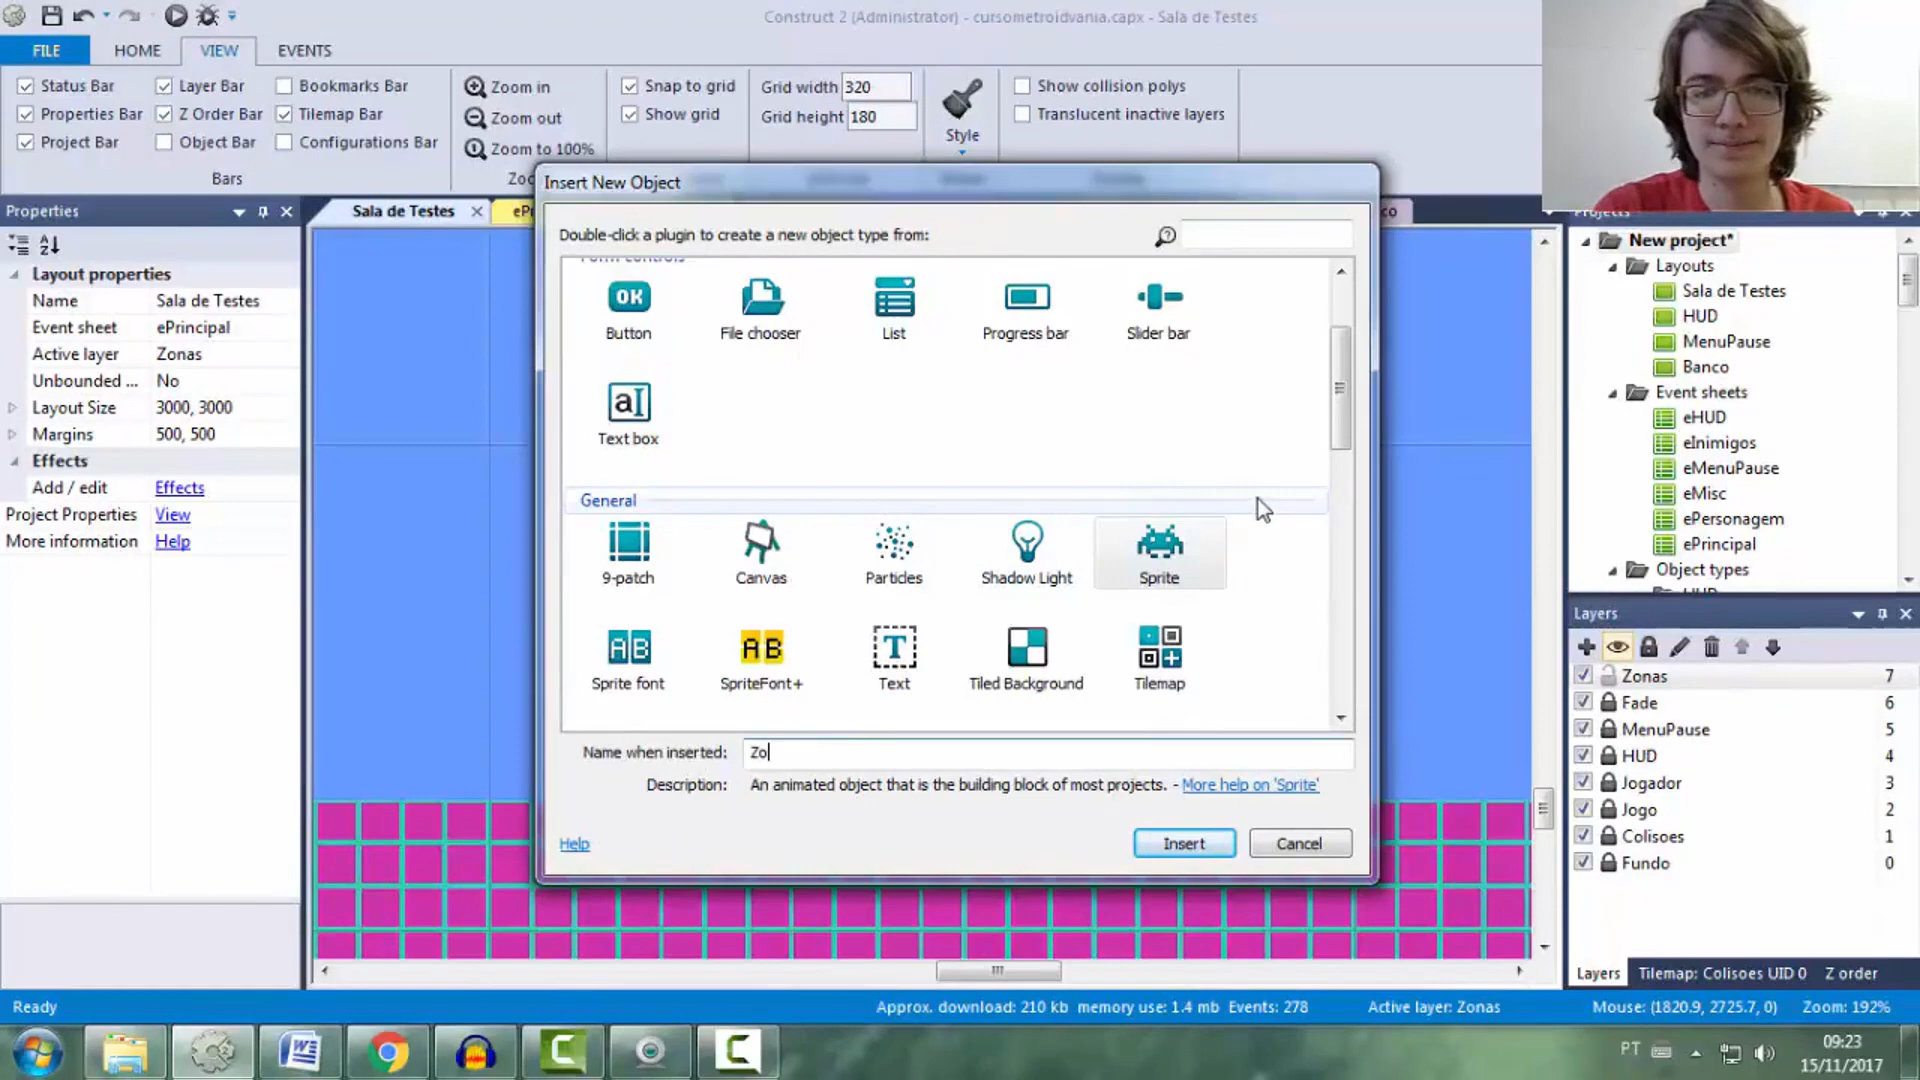 Construct 2 (Administrator) - cursometroidvania.capx - Sala de Testes
FILE
HOME
VIEW
EVENTS
Status Bar
Layer Bar
Bookmarks Bar
Properties Bar
Z Order Bar
Tilemap Bar
Project Bar
Object Bar
Configurations Bar
Bars
Zoom in
Zoom out
Zoom to 100%
Snap to grid
Show grid
Grid width 320
Grid height 180
Style
Show collision polys
Translucent inactive layers
Properties
Sala de Testes
Layout properties
Name Sala de Testes
Event sheet ePrincipal
Active layer Zonas
Unbounded ... No
Layout Size 3000, 3000
Margins 500, 500
Effects
Add / edit Effects
Project Properties View
More information Help
Insert New Object
Double-click a plugin to create a new object type from:
Form controls
OK
Button
File chooser
List
Progress bar
Slider bar
Text box
General
9-patch
Canvas
Particles
Shadow Light
Sprite
Sprite font
SpriteFont+
Text
Tiled Background
Tilemap
Name when inserted: Zo
Description: An animated object that is the building block of most projects. - More help on 'Sprite'
Help
Insert
Cancel
Projects
New project*
Layouts
Sala de Testes
HUD
MenuPause
Banco
Event sheets
eHUD
eInimigos
eMenuPause
eMisc
ePersonagem
ePrincipal
Object types
Layers
Zonas 7
Fade 6
MenuPause 5
HUD 4
Jogador 3
Jogo 2
Colisoes 1
Fundo 0
Layers
Tilemap: Colisoes UID 0
Z order
Ready
Approx. download: 210 kb memory use: 1.4 mb Events: 278
Active layer: Zonas
Mouse: (1820.9, 2725.7, 0)
Zoom: 192%
PT
09:23
15/11/2017